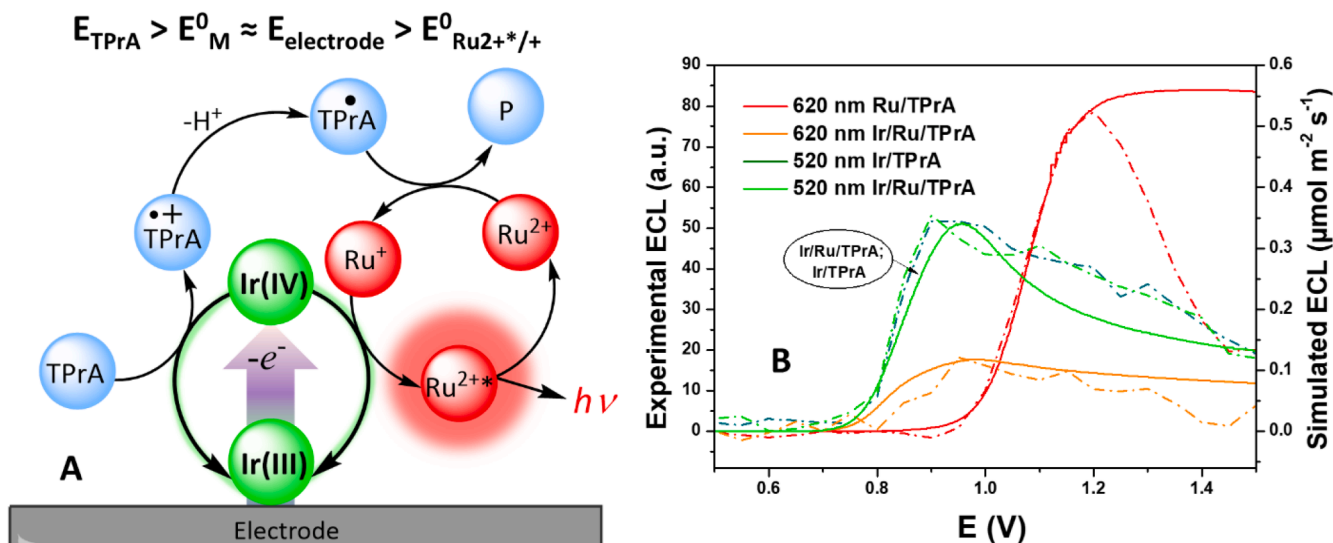 E_TPrA > E⁰_M ≈ E_electrode > E⁰_Ru2+*/+
-H⁺
TPrA•
P
TPrA•+
Ru⁺
Ru²⁺
Ir(IV)
TPrA
-e⁻
Ru²⁺*
hν
Ir(III)
A
Electrode
Experimental ECL (a.u.)
90
80
70
60
50
40
30
20
10
0
620 nm Ru/TPrA
620 nm Ir/Ru/TPrA
520 nm Ir/TPrA
520 nm Ir/Ru/TPrA
Ir/Ru/TPrA;
Ir/TPrA
B
0.6 0.8 1.0 1.2 1.4
E (V)
0.6
0.5
0.4
0.3
0.2
0.1
0.0
Simulated ECL (μmol m⁻² s⁻¹)